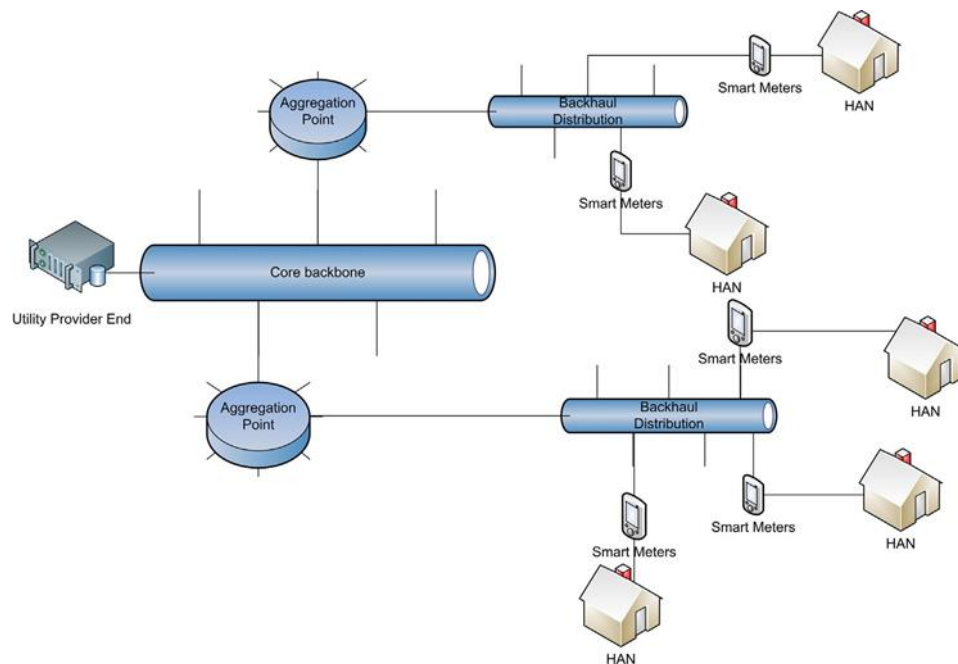 Aggregation
Point
Backhaul
Distribution
Smart Meters
HAN
Smart Meters
HAN
Core backbone
Utility Provider End
Smart Meters
HAN
Aggregation
Point
Backhaul
Distribution
Smart Meters
HAN
Smart Meters
HAN